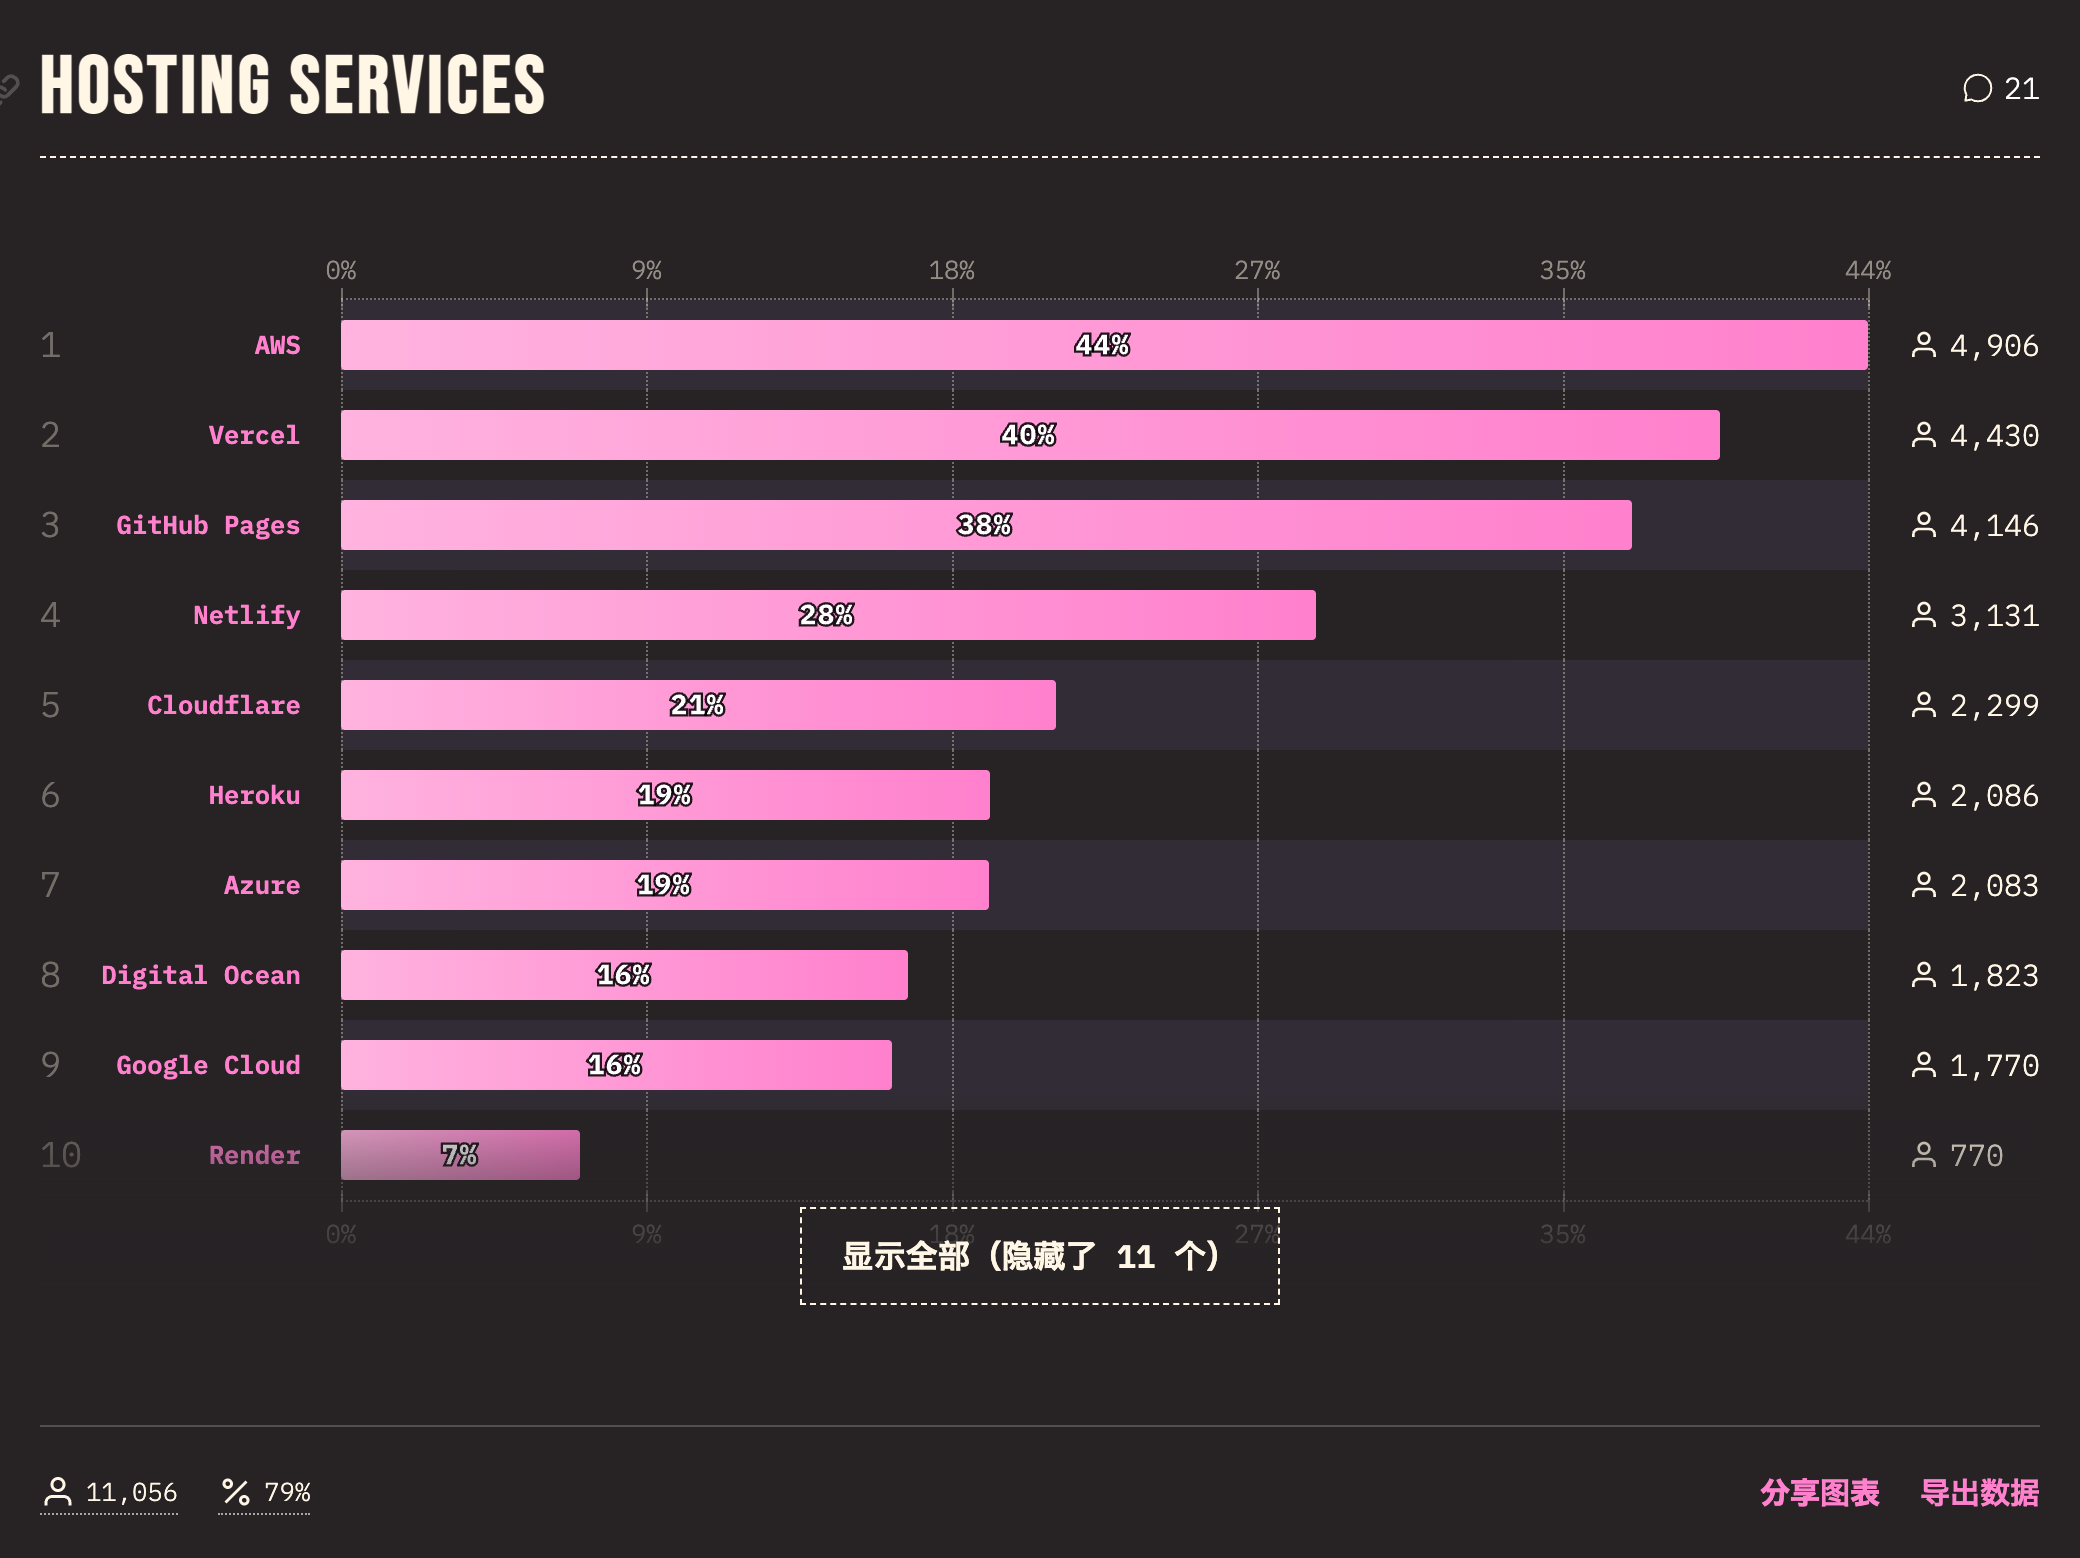 HOSTING SERVICES
21
0% 9% 18% 27% 35% 44%
1 AWS 44% 4,906
2 Vercel 40% 4,430
3 GitHub Pages 38% 4,146
4 Netlify 28% 3,131
5 Cloudflare 21% 2,299
6 Heroku 19% 2,086
7 Azure 19% 2,083
8 Digital Ocean 16% 1,823
9 Google Cloud 16% 1,770
10 Render 7% 770
0% 9% 18% 27% 35% 44%
显示全部（隐藏了 11 个）
11,056 79% 分享图表 导出数据